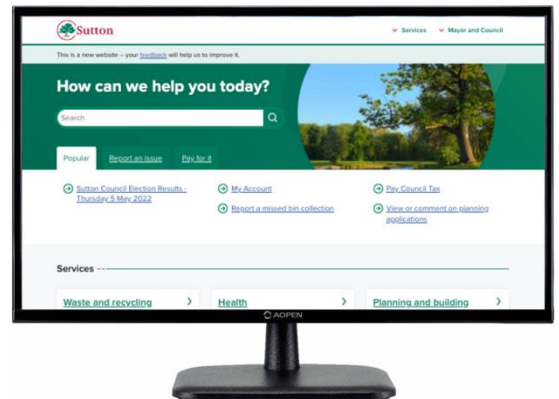 Sutton
Services Mayor and Council
This is a new website – your feedback will help us to improve it.
How can we help you today?
Search
Popular Report an issue Pay for it
Sutton Council Election Results - Thursday 5 May 2022
My Account
Report a missed bin collection
Pay Council Tax
View or comment on planning applications
Services
Waste and recycling Health Planning and building
AOPEN